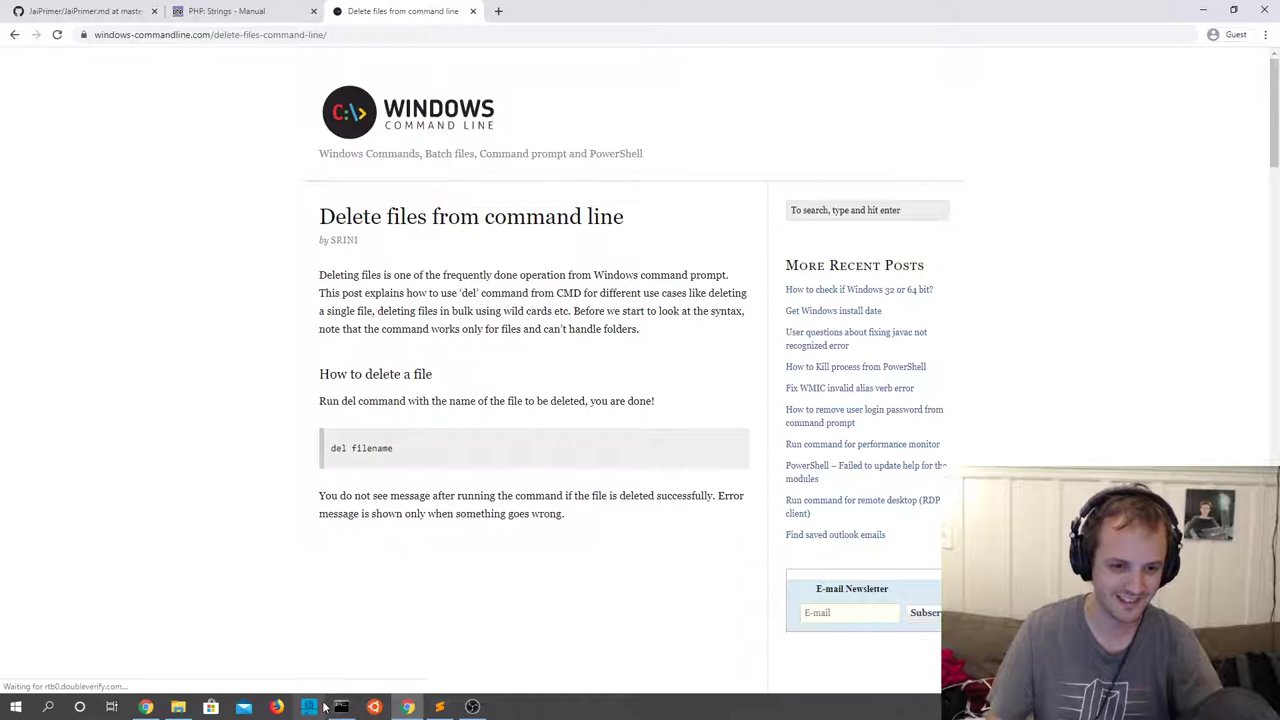 JaiPrimer/JaiPrimer.md at maste
PHP: Strings - Manual
Delete files from command line
windows-commandline.com/delete-files-command-line/
Guest
C:\>
WINDOWS
COMMAND LINE
Windows Commands, Batch files, Command prompt and PowerShell
Delete files from command line
by SRINI
Deleting files is one of the frequently done operation from Windows command prompt.
This post explains how to use ‘del’ command from CMD for different use cases like deleting
a single file, deleting files in bulk using wild cards etc. Before we start to look at the syntax,
note that the command works only for files and can’t handle folders.
How to delete a file
Run del command with the name of the file to be deleted, you are done!
del filename
You do not see message after running the command if the file is deleted successfully. Error
message is shown only when something goes wrong.
To search, type and hit enter
MORE RECENT POSTS
How to check if Windows 32 or 64 bit?
Get Windows install date
User questions about fixing javac not
recognized error
How to Kill process from PowerShell
Fix WMIC invalid alias verb error
How to remove user login password from
command prompt
Run command for performance monitor
PowerShell – Failed to update help for the
modules
Run command for remote desktop (RDP
client)
Find saved outlook emails
E-mail Newsletter
E-mail
Subscr
Waiting for rtb0.doubleverify.com...